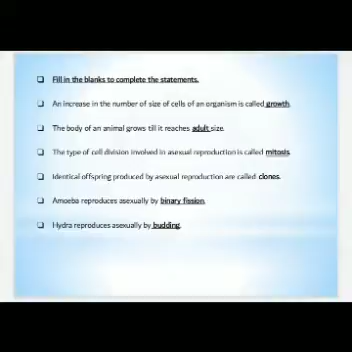 Fill in the blanks to complete the statements.
An increase in the number of size of cells of an organism is called growth.
The body of an animal grows till it reaches adult size.
The type of cell division involved in asexual reproduction is called mitosis.
Identical offspring produced by asexual reproduction are called clones.
Amoeba reproduces asexually by binary fission.
Hydra reproduces asexually by budding.